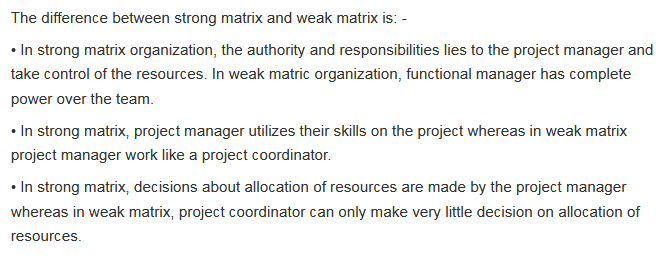 The difference between strong matrix and weak matrix is: -
• In strong matrix organization, the authority and responsibilities lies to the project manager and
take control of the resources. In weak matric organization, functional manager has complete
power over the team.
• In strong matrix, project manager utilizes their skills on the project whereas in weak matrix
project manager work like a project coordinator.
• In strong matrix, decisions about allocation of resources are made by the project manager
whereas in weak matrix, project coordinator can only make very little decision on allocation of
resources.